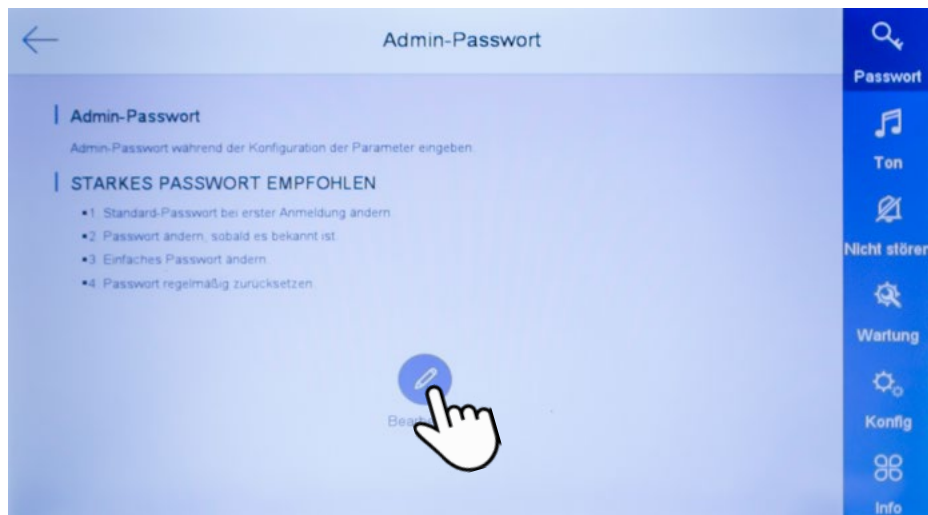 Admin-Passwort
Admin-Passwort
Admin-Passwort während der Konfiguration der Parameter eingeben.
STARKES PASSWORT EMPFOHLEN
1. Standard-Passwort bei erster Anmeldung ändern.
2. Passwort ändern, sobald es bekannt ist.
3. Einfaches Passwort ändern.
4. Passwort regelmäßig zurücksetzen.
Passwort
Ton
Nicht stören
Wartung
Konfig
Info